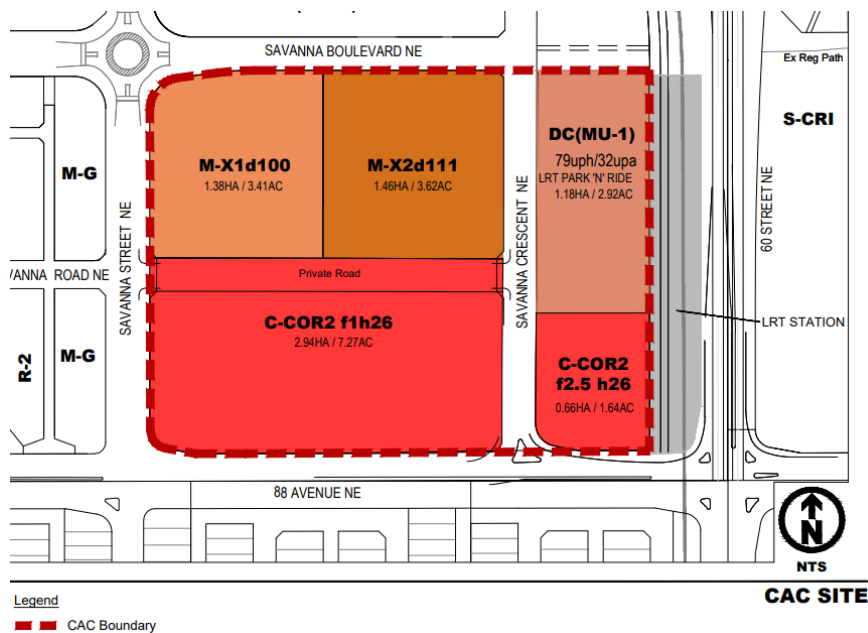 SAVANNA BOULEVARD NE
Ex Reg Path
S-CRI
M-G
M-X1d100
1.38HA / 3.41AC
M-X2d111
1.46HA / 3.62AC
DC(MU-1)
79uph/32upa
LRT PARK 'N' RIDE
1.18HA / 2.92AC
SAVANNA STREET NE
SAVANNA CRESCENT NE
60 STREET NE
VANNA ROAD NE
Private Road
C-COR2 f1h26
2.94HA / 7.27AC
LRT STATION
R-2
M-G
C-COR2
f2.5 h26
0.66HA / 1.64AC
88 AVENUE NE
N
NTS
CAC SITE
Legend
CAC Boundary